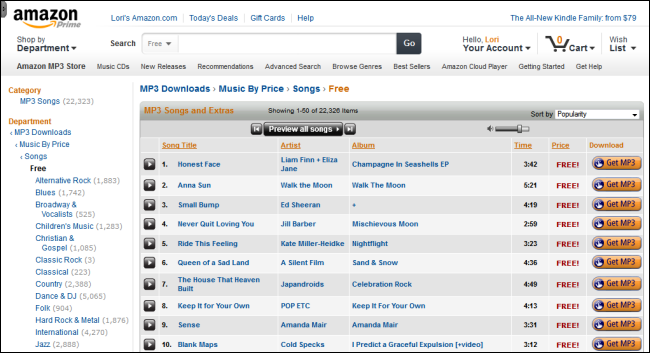 amazon
Prime
Lori's Amazon.com | Today's Deals | Gift Cards | Help
The All-New Kindle Family: from $79
Shop by
Department
Search
Free
Go
Hello, Lori
Your Account
0
Cart
Wish
List
Amazon MP3 Store
Music CDs
New Releases
Recommendations
Advanced Search
Browse Genres
Best Sellers
Amazon Cloud Player
Getting Started
Get Help
Category
MP3 Songs (22,323)
Department
‹ MP3 Downloads
‹ Music By Price
‹ Songs
Free
Alternative Rock (1,883)
Blues (1,742)
Broadway &
Vocalists (525)
Children's Music (1,283)
Christian &
Gospel (1,085)
Classic Rock (3)
Classical (223)
Country (2,388)
Dance & DJ (5,065)
Folk (904)
Hard Rock & Metal (1,876)
International (4,270)
Jazz (2,888)
MP3 Downloads › Music By Price › Songs › Free
MP3 Songs and Extras
Showing 1-50 of 22,326 Items
Sort by Popularity
Preview all songs
Song Title Artist Album Time Price Download
1. Honest Face Liam Finn + Eliza Jane Champagne In Seashells EP 3:42 FREE! Get MP3
2. Anna Sun Walk the Moon Walk The Moon 5:21 FREE! Get MP3
3. Small Bump Ed Sheeran + 4:19 FREE! Get MP3
4. Never Quit Loving You Jill Barber Mischievous Moon 2:59 FREE! Get MP3
5. Ride This Feeling Kate Miller-Heidke Nightflight 3:23 FREE! Get MP3
6. Queen of a Sad Land A Silent Film Sand & Snow 4:36 FREE! Get MP3
7. The House That Heaven Built Japandroids Celebration Rock 4:49 FREE! Get MP3
8. Keep It for Your Own POP ETC Keep It For Your Own 4:13 FREE! Get MP3
9. Sense Amanda Mair Amanda Mair 3:31 FREE! Get MP3
10. Blank Maps Cold Specks I Predict a Graceful Expulsion [+video] 3:12 FREE! Get MP3